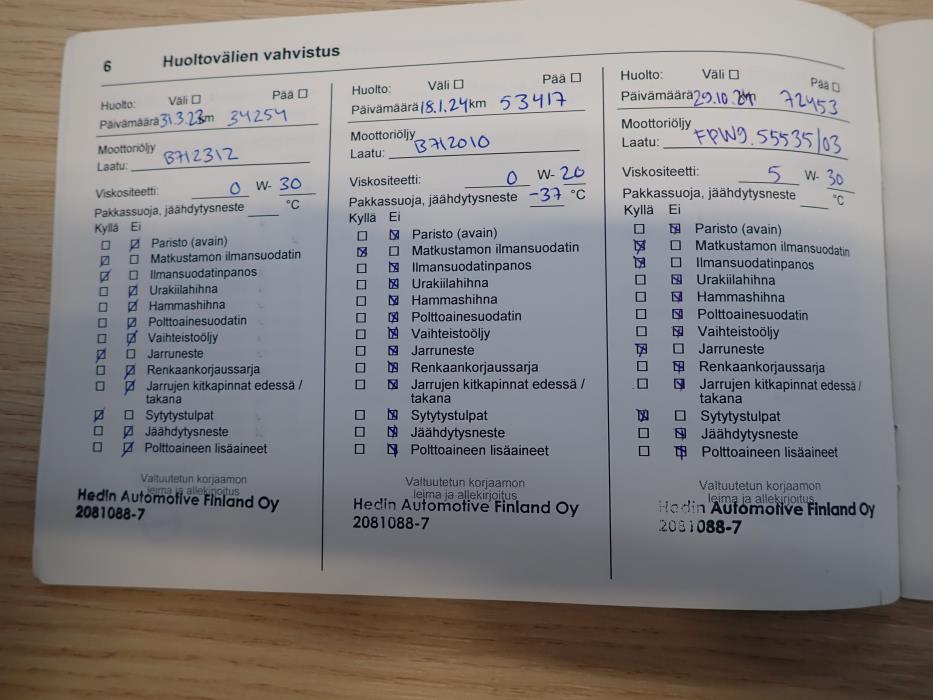 6 Huoltovälien vahvistus
Huolto: Väli Pää
Päivämäärä 31.3.23 km 34254
Moottoriöljy
Laatu: B712312
Viskositeetti: 0 W- 30
Pakkassuoja, jäähdytysneste °C
Kyllä Ei
Paristo (avain)
Matkustamon ilmansuodatin
Ilmansuodatinpanos
Urakiilahihna
Hammashihna
Polttoainesuodatin
Vaihteistoöljy
Jarruneste
Renkaankorjaussarja
Jarrujen kitkapinnat edessä /
takana
Sytytystulpat
Jäähdytysneste
Polttoaineen lisäaineet
Valtuutetun korjaamon
leima ja allekirjoitus
Hedin Automotive Finland Oy
2081088-7
Huolto: Väli Pää
Päivämäärä 18.1.24 km 53417
Moottoriöljy
Laatu: B712010
Viskositeetti: 0 W- 20
Pakkassuoja, jäähdytysneste -37 °C
Kyllä Ei
Paristo (avain)
Matkustamon ilmansuodatin
Ilmansuodatinpanos
Urakiilahihna
Hammashihna
Polttoainesuodatin
Vaihteistoöljy
Jarruneste
Renkaankorjaussarja
Jarrujen kitkapinnat edessä /
takana
Sytytystulpat
Jäähdytysneste
Polttoaineen lisäaineet
Valtuutetun korjaamon
leima ja allekirjoitus
Hedin Automotive Finland Oy
2081088-7
Huolto: Väli Pää
Päivämäärä 29.10.24 km 72453
Moottoriöljy
Laatu: FPW9.55535/03
Viskositeetti: 5 W- 30
Pakkassuoja, jäähdytysneste °C
Kyllä Ei
Paristo (avain)
Matkustamon ilmansuodatin
Ilmansuodatinpanos
Urakiilahihna
Hammashihna
Polttoainesuodatin
Vaihteistoöljy
Jarruneste
Renkaankorjaussarja
Jarrujen kitkapinnat edessä /
takana
Sytytystulpat
Jäähdytysneste
Polttoaineen lisäaineet
Valtuutetun korjaamon
leima ja allekirjoitus
Hedin Automotive Finland Oy
2081088-7